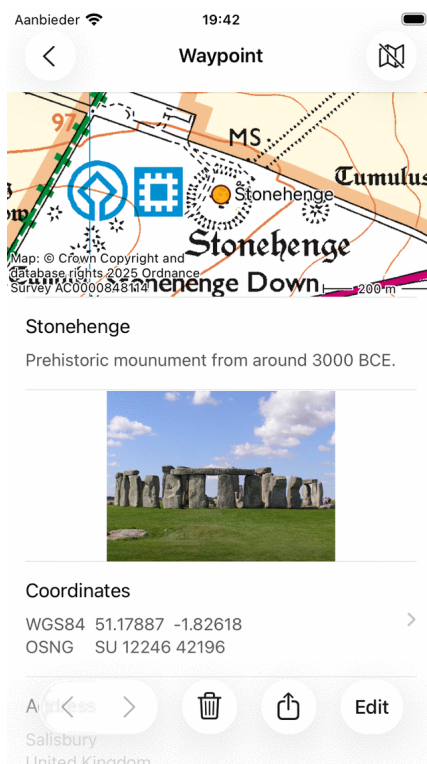 Aanbieder 19:42
Waypoint
97
MS
Tumulus
Stonehenge
Stonehenge
Map: © Crown Copyright and
database rights 2025 Ordnance
Survey AC0000848114
Down
200 m
Stonehenge
Prehistoric mounument from around 3000 BCE.
Coordinates
WGS84 51.17887 -1.82618
OSNG SU 12246 42196
Address
Edit
Salisbury
United Kingdom